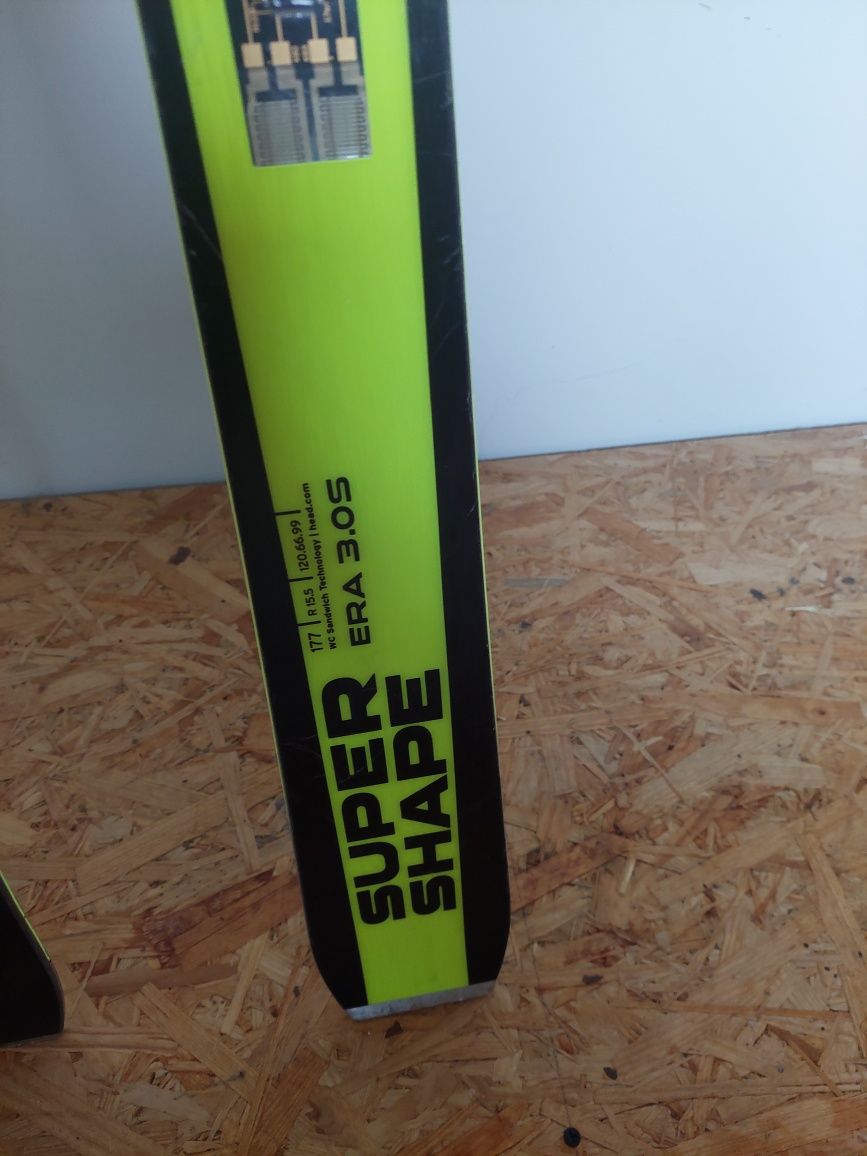 177 | R 15.5 | 120.66.99 |
WC Sandwich Technology | head.com
ERA 3.0S
SUPER
SHAPE